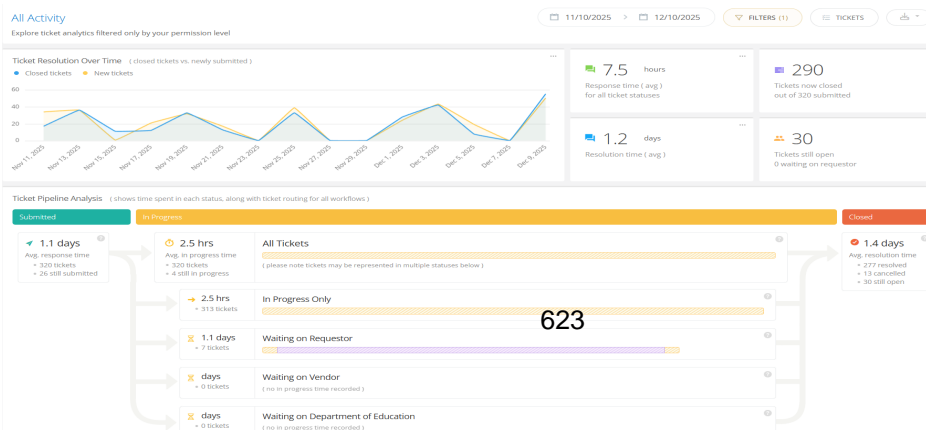 All Activity
11/10/2025 > 12/10/2025
FILTERS (1)
TICKETS
Explore ticket analytics filtered only by your permission level
Ticket Resolution Over Time ( closed tickets vs. newly submitted )
Closed tickets
New tickets
60
40
20
0
Nov 11, 2025
Nov 13, 2025
Nov 15, 2025
Nov 17, 2025
Nov 19, 2025
Nov 21, 2025
Nov 23, 2025
Nov 25, 2025
Nov 27, 2025
Nov 29, 2025
Dec 1, 2025
Dec 3, 2025
Dec 5, 2025
Dec 7, 2025
Dec 9, 2025
7.5 hours
Response time ( avg )
for all ticket statuses
290
Tickets now closed
out of 320 submitted
1.2 days
Resolution time ( avg )
30
Tickets still open
0 waiting on requestor
Ticket Pipeline Analysis ( shows time spent in each status, along with ticket routing for all workflows )
Submitted
In Progress
Closed
1.1 days
Avg. response time
320 tickets
26 still submitted
2.5 hrs
Avg. in progress time
320 tickets
4 still in progress
All Tickets
( please note tickets may be represented in multiple statuses below )
1.4 days
Avg. resolution time
277 resolved
13 cancelled
30 still open
2.5 hrs
313 tickets
In Progress Only
623
1.1 days
7 tickets
Waiting on Requestor
days
0 tickets
Waiting on Vendor
( no in progress time recorded )
days
0 tickets
Waiting on Department of Education
( no in progress time recorded )